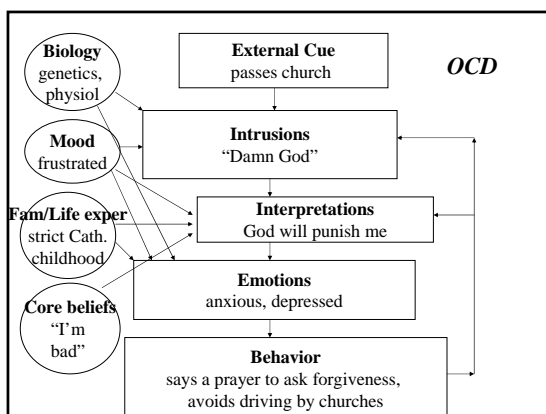 OCD
External Cue
passes church
Biology
genetics,
physiol
Intrusions
“Damn God”
Mood
frustrated
Interpretations
God will punish me
Fam/Life exper
strict Cath.
childhood
Emotions
anxious, depressed
Core beliefs
“I’m
bad”
Behavior
says a prayer to ask forgiveness,
avoids driving by churches